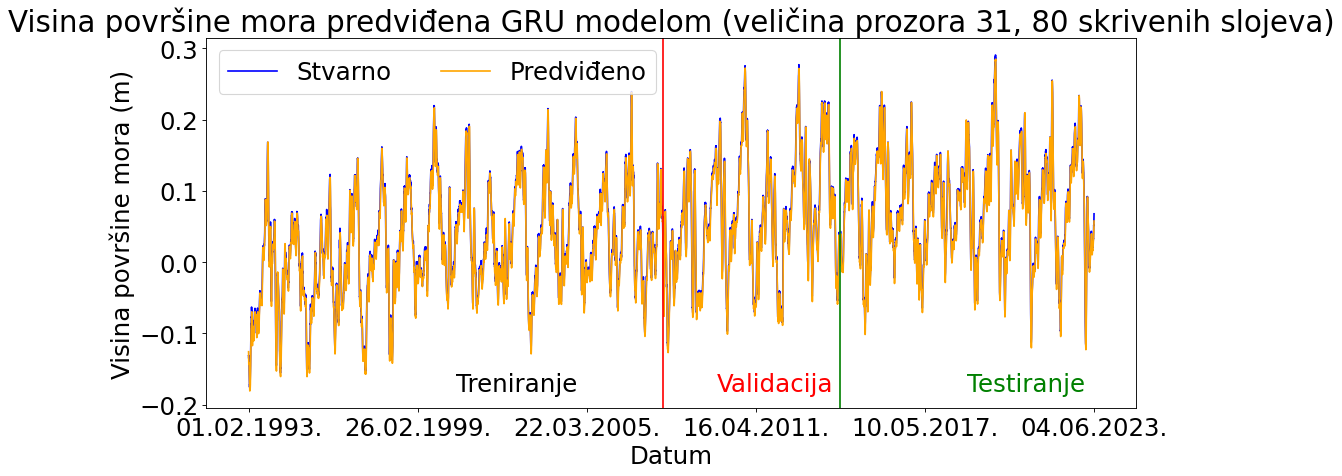 Visina površine mora predviđena GRU modelom (veličina prozora 31, 80 skrivenih slojeva)
Stvarno
Predviđeno
Visina površine mora (m)
0.3
0.2
0.1
0.0
−0.1
−0.2
Treniranje
Validacija
Testiranje
01.02.1993.
26.02.1999.
22.03.2005.
16.04.2011.
10.05.2017.
04.06.2023.
Datum